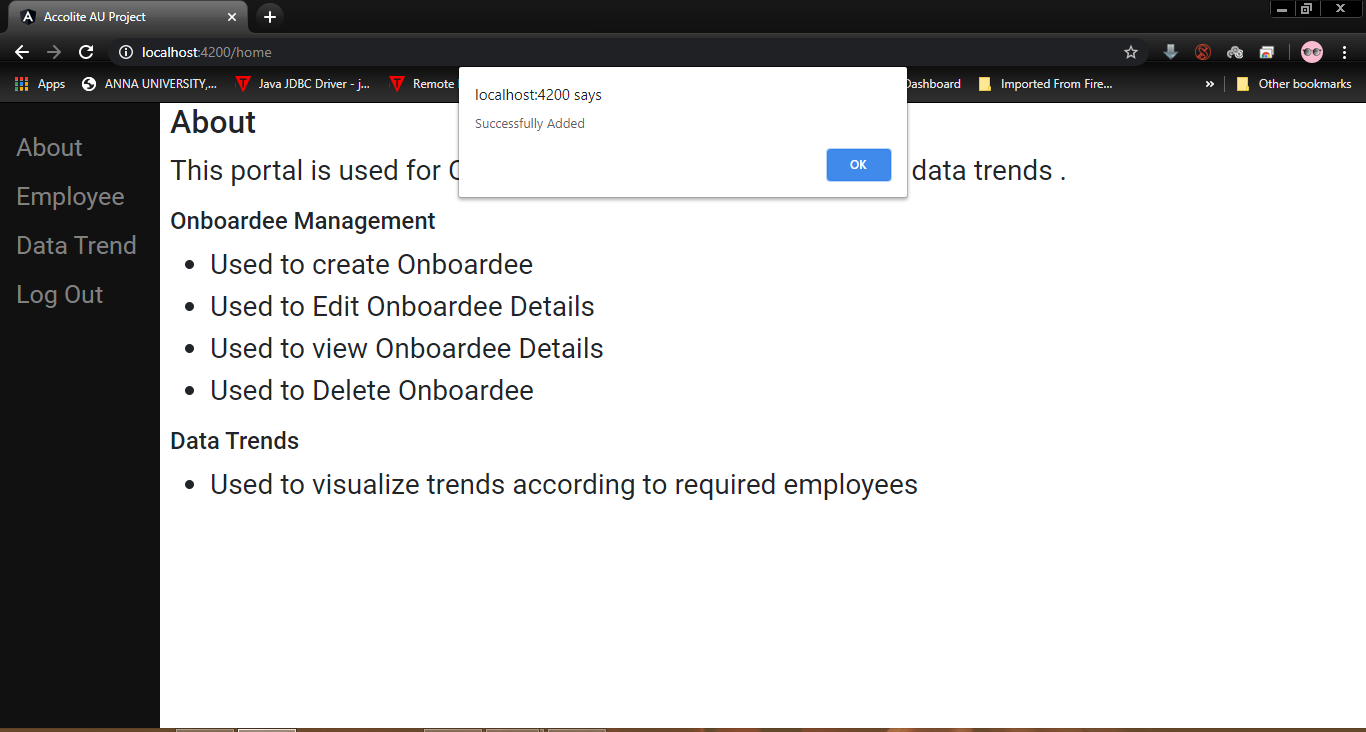 Accolite AU Project
localhost:4200/home
Apps ANNA UNIVERSITY,... Java JDBC Driver - j... Remote Dashboard Imported From Fire... » Other bookmarks
localhost:4200 says
Successfully Added
OK
About
Employee
Data Trend
Log Out
About
This portal is used for data trends .
Onboardee Management
• Used to create Onboardee
• Used to Edit Onboardee Details
• Used to view Onboardee Details
• Used to Delete Onboardee
Data Trends
• Used to visualize trends according to required employees